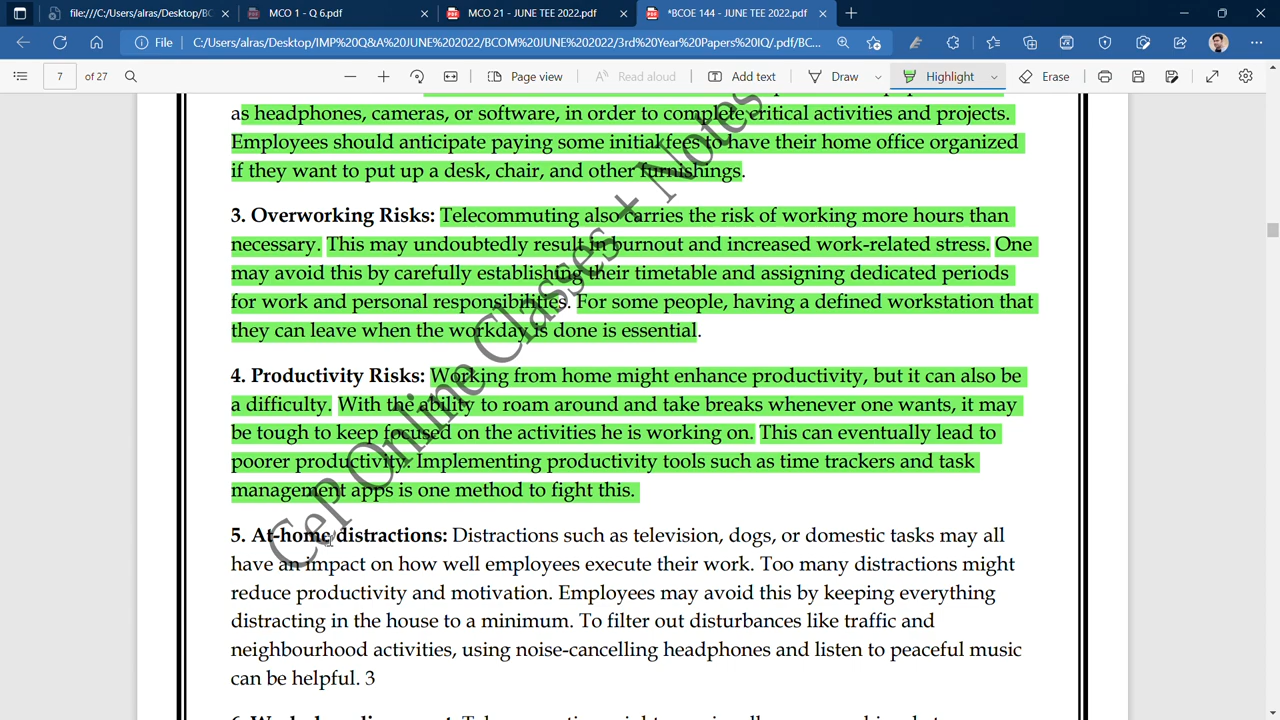 file:///C:/Users/alras/Desktop/BC
MCO 1 - Q 6.pdf
MCO 21 - JUNE TEE 2022.pdf
*BCOE 144 - JUNE TEE 2022.pdf
File
C:/Users/alras/Desktop/IMP%20Q&A%20JUNE%202022/BCOM%20JUNE%202022/3rd%20Year%20Papers%20IQ/.pdf/BC...
7 of 27
Page view
Read aloud
Add text
Draw
Highlight
Erase
as headphones, cameras, or software, in order to complete critical activities and projects.
Employees should anticipate paying some initial fees to have their home office organized
if they want to put up a desk, chair, and other furnishings.
3. Overworking Risks: Telecommuting also carries the risk of working more hours than
necessary. This may undoubtedly result in burnout and increased work-related stress. One
may avoid this by carefully establishing their timetable and assigning dedicated periods
for work and personal responsibilities. For some people, having a defined workstation that
they can leave when the workday is done is essential.
4. Productivity Risks: Working from home might enhance productivity, but it can also be
a difficulty. With the ability to roam around and take breaks whenever one wants, it may
be tough to keep focused on the activities he is working on. This can eventually lead to
poorer productivity. Implementing productivity tools such as time trackers and task
management apps is one method to fight this.
5. At-home distractions: Distractions such as television, dogs, or domestic tasks may all
have an impact on how well employees execute their work. Too many distractions might
reduce productivity and motivation. Employees may avoid this by keeping everything
distracting in the house to a minimum. To filter out disturbances like traffic and
neighbourhood activities, using noise-cancelling headphones and listen to peaceful music
can be helpful. 3
CeP Online Classes + Notes